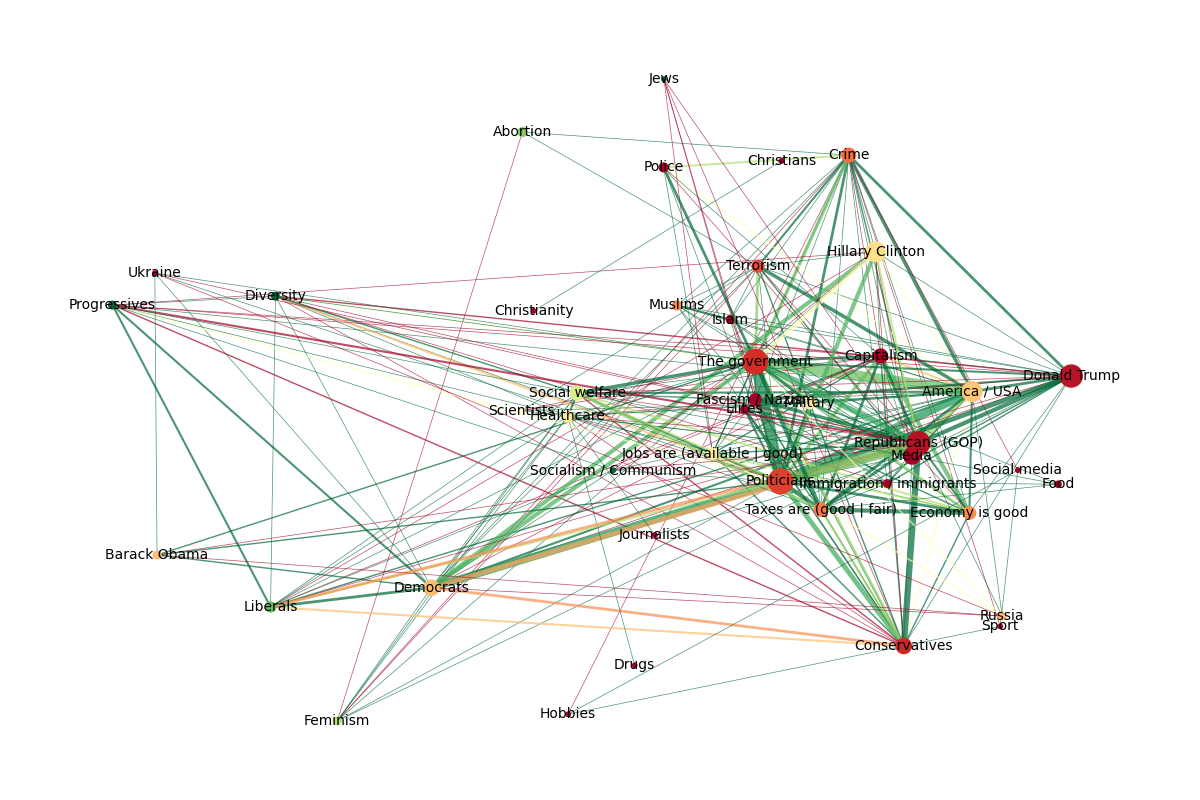 Jews
Abortion
Crime
Christians
Police
Hillary Clinton
Terrorism
Ukraine
Diversity
Progressives
Muslims
Christianity
Islam
Capitalism
The government
Donald Trump
America / USA
Social welfare
Fascism / Nazism
Military
Elites
Scientists
Healthcare
Republicans (GOP)
Media
Jobs are (available | good)
Socialism / Communism
Social media
Politicians
Immigration / immigrants
Food
Taxes are (good | fair)
Economy is good
Journalists
Barack Obama
Democrats
Liberals
Russia
Sport
Conservatives
Drugs
Hobbies
Feminism